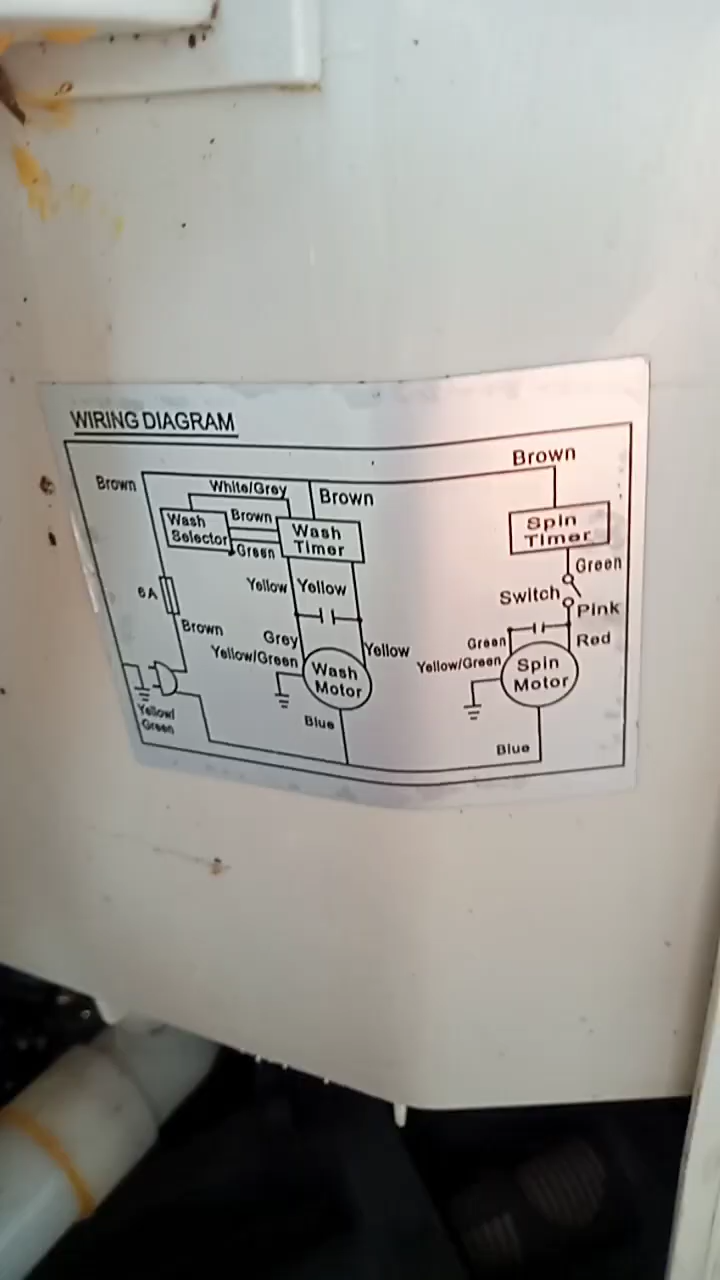 WIRING DIAGRAM
Brown
Brown
White/Grey
Brown
Wash
Selector
Brown
Green
Wash
Timer
Spin
Timer
Green
6A
Yellow
Yellow
Switch
Pink
Brown
Grey
Yellow/Green
Yellow
Green
Red
Yellow/Green
Wash
Motor
Spin
Motor
Yellow/
Green
Blue
Blue